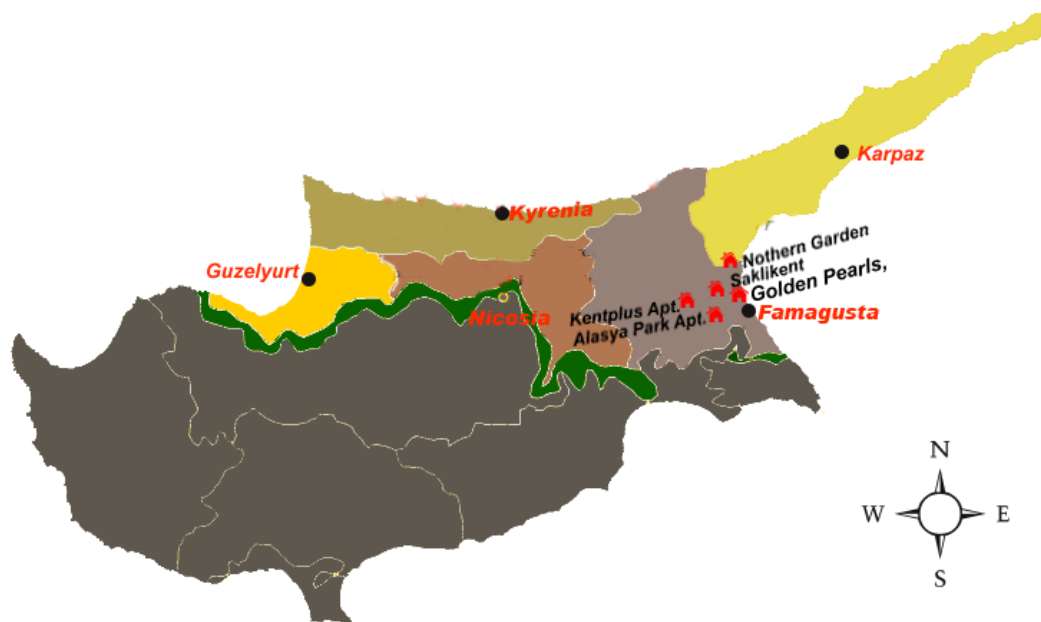 Karpaz
Kyrenia
Nothern Garden
Saklikent
Guzelyurt
Golden Pearls,
Kentplus Apt.
Nicosia
Famagusta
Alasya Park Apt.
N
W
E
S